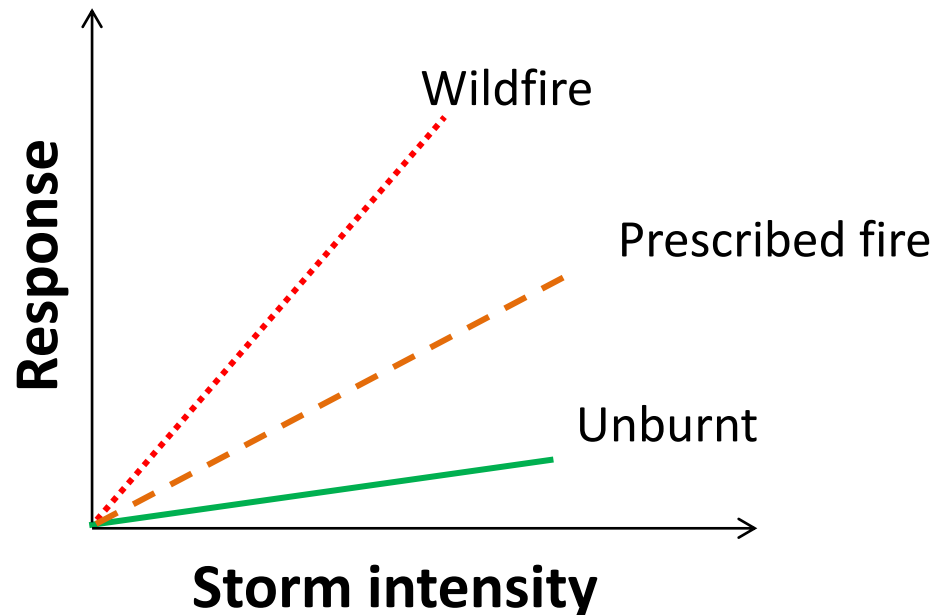 Wildfire
Prescribed fire
Unburnt
Response
Storm intensity